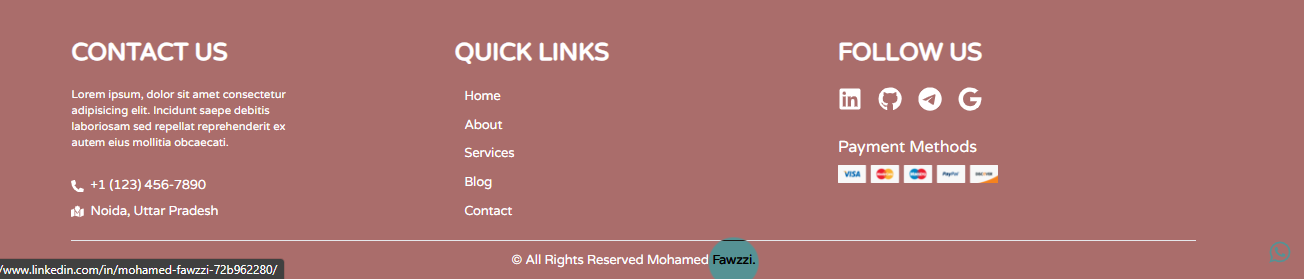 CONTACT US
Lorem ipsum, dolor sit amet consectetur
adipisicing elit. Incidunt saepe debitis
laboriosam sed repellat reprehenderit ex
autem eius mollitia obcaecati.
+1 (123) 456-7890
Noida, Uttar Pradesh
QUICK LINKS
Home
About
Services
Blog
Contact
FOLLOW US
in
G
Payment Methods
VISA PayPal DISCOVER
© All Rights Reserved Mohamed Fawzzi.
/www.linkedin.com/in/mohamed-fawzzi-72b962280/